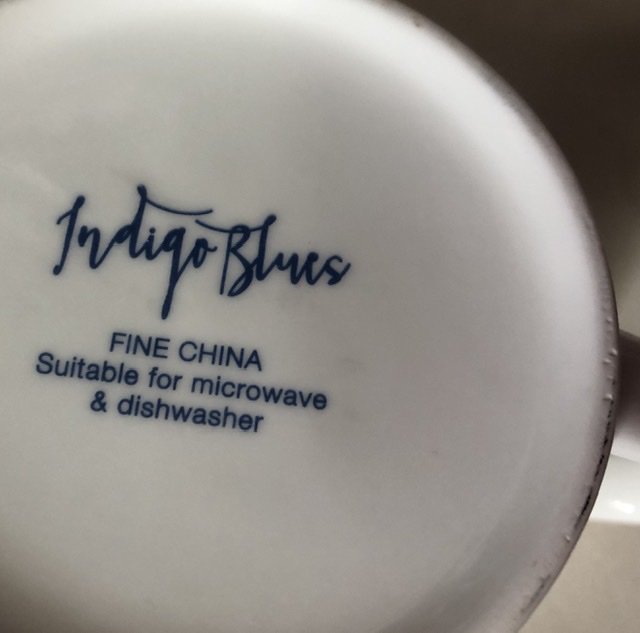 Indigo Blues
FINE CHINA
Suitable for microwave
& dishwasher